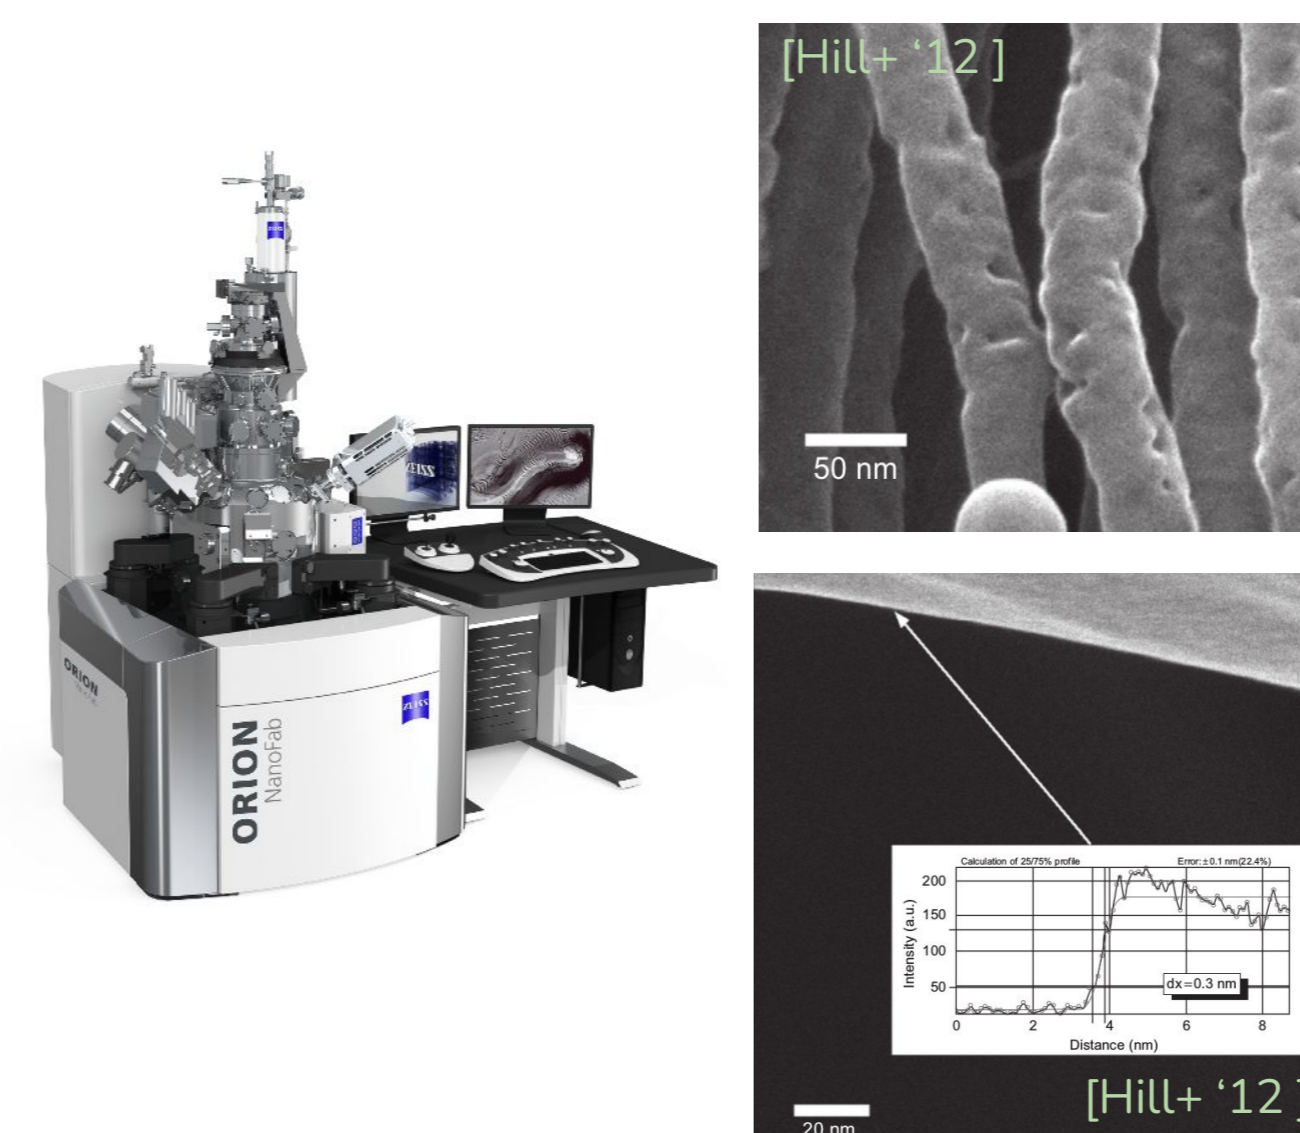 [Hill+ ‘12 ]
50 nm
ZEISS
ZEISS
ORION
ORION
NanoFab
ZEISS
Calculation of 25/75% profile
Error:±0.1 nm(22.4%)
200
150
100
50
Intensity (a.u.)
dx=0.3 nm
0 2 4 6 8
Distance (nm)
[Hill+ ‘12 ]
20 nm